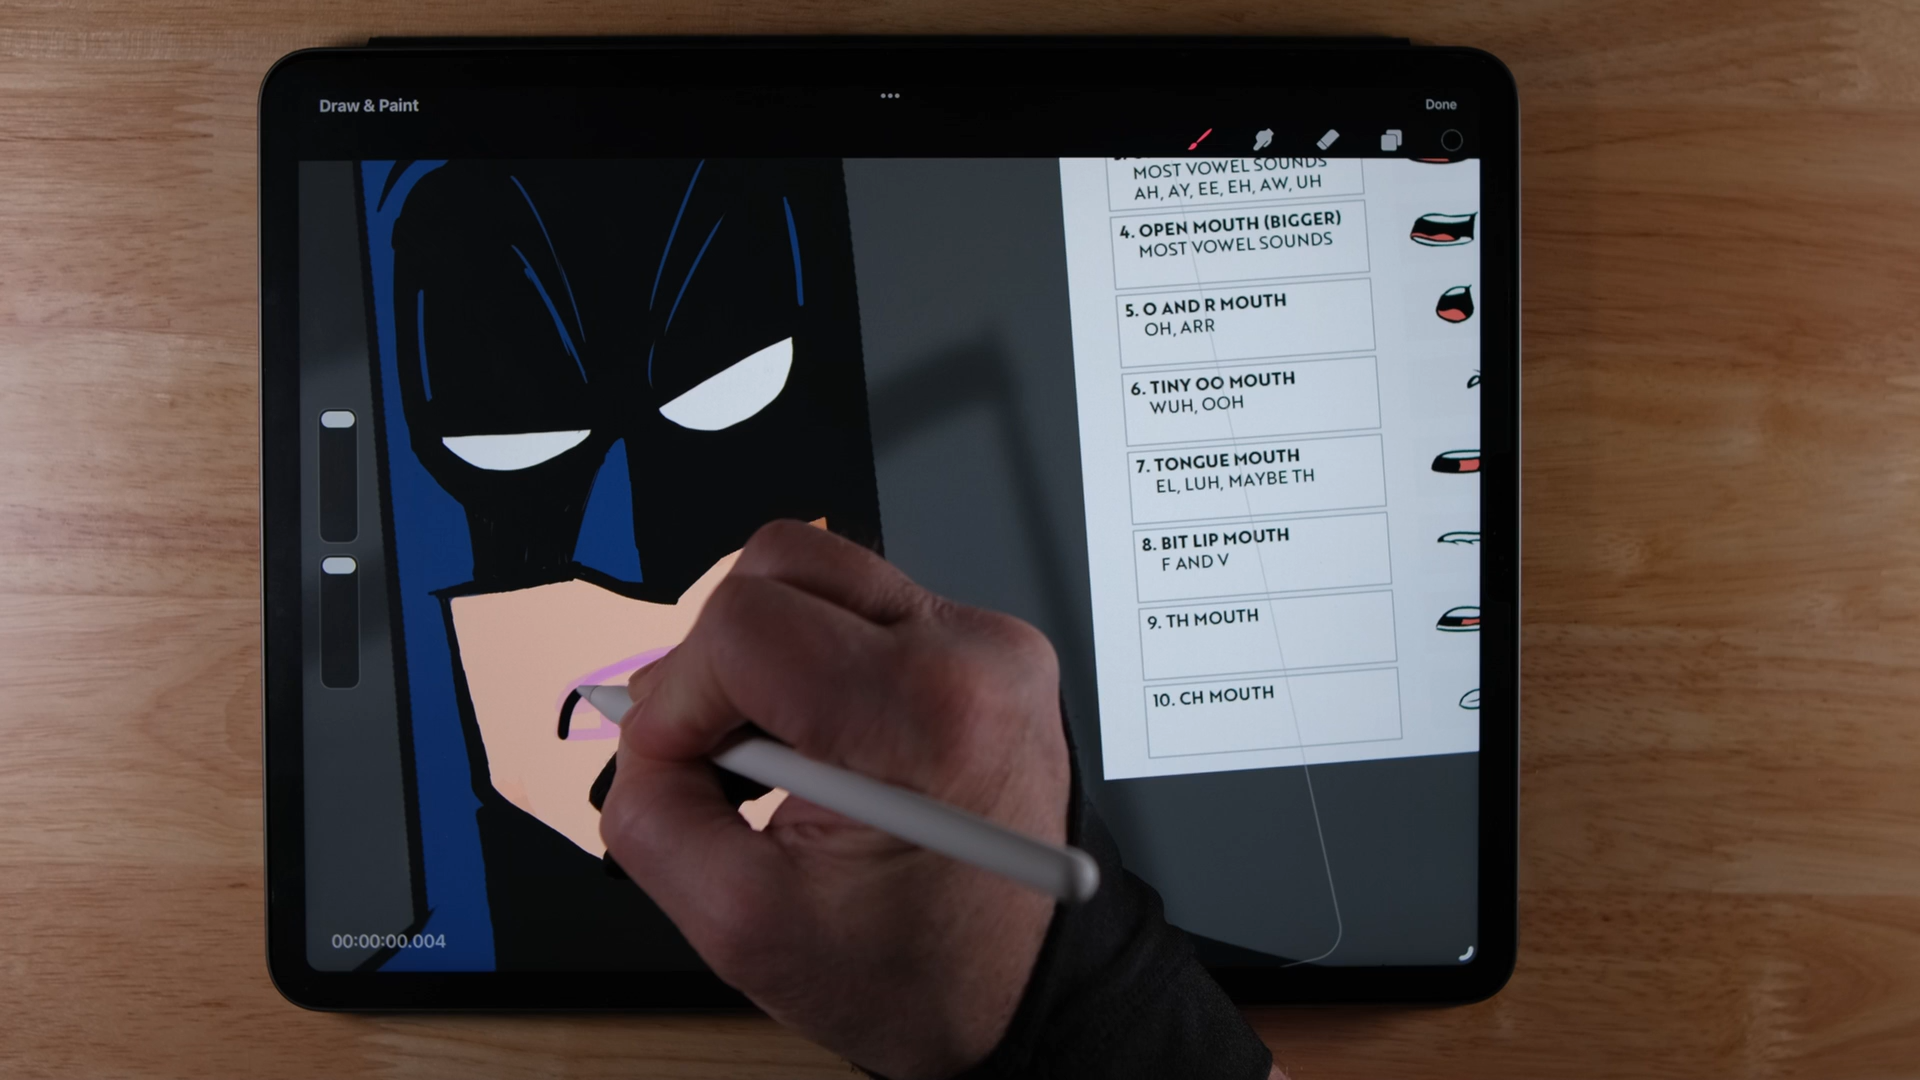 Draw & Paint
Done
MOST VOWEL SOUNDS
AH, AY, EE, EH, AW, UH
4. OPEN MOUTH (BIGGER)
MOST VOWEL SOUNDS
5. O AND R MOUTH
OH, ARR
6. TINY OO MOUTH
WUH, OOH
7. TONGUE MOUTH
EL, LUH, MAYBE TH
8. BIT LIP MOUTH
F AND V
9. TH MOUTH
10. CH MOUTH
00:00:00.004